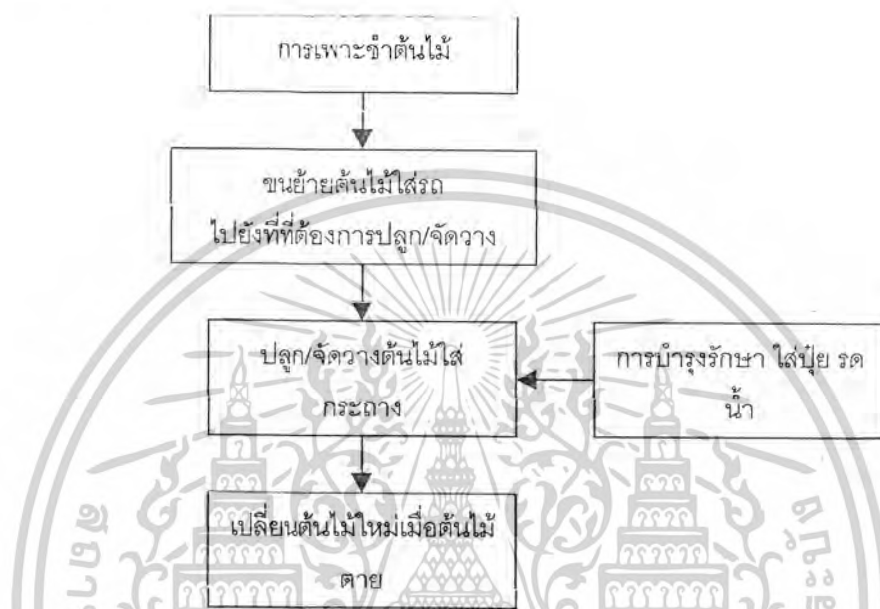 การเพาะชำต้นไม้
ขนย้ายต้นไม้ใส่รถ
ไปยังที่ที่ต้องการปลูก/จัดวาง
ปลูก/จัดวางต้นไม้ใส่
กระถาง
การบำรุงรักษา ใส่ปุ๋ย รด
น้ำ
เปลี่ยนต้นไม้ใหม่เมื่อต้นไม้
ตาย